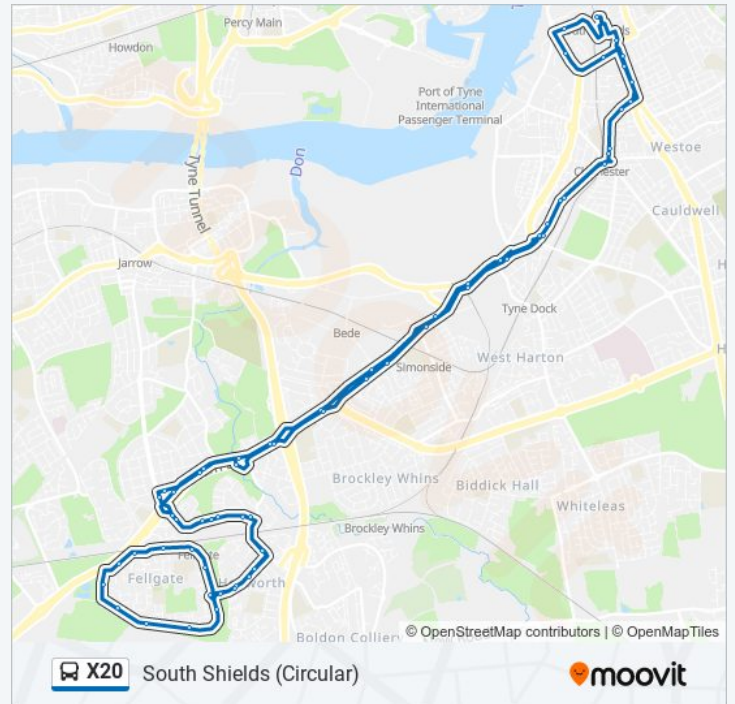 Percy Main
Howdon
Port of Tyne
International
Passenger Terminal
Don
Westoe
Tyne Tunnel
Cauldwell
Jarrow
Tyne Dock
Bede
West Harton
Simonside
Brockley Whins
Biddick Hall
Whiteleas
Brockley Whins
Fellgate
Fellgate
Boldon Colliery
© OpenStreetMap contributors | © OpenMapTiles
X20 South Shields (Circular)
moovit